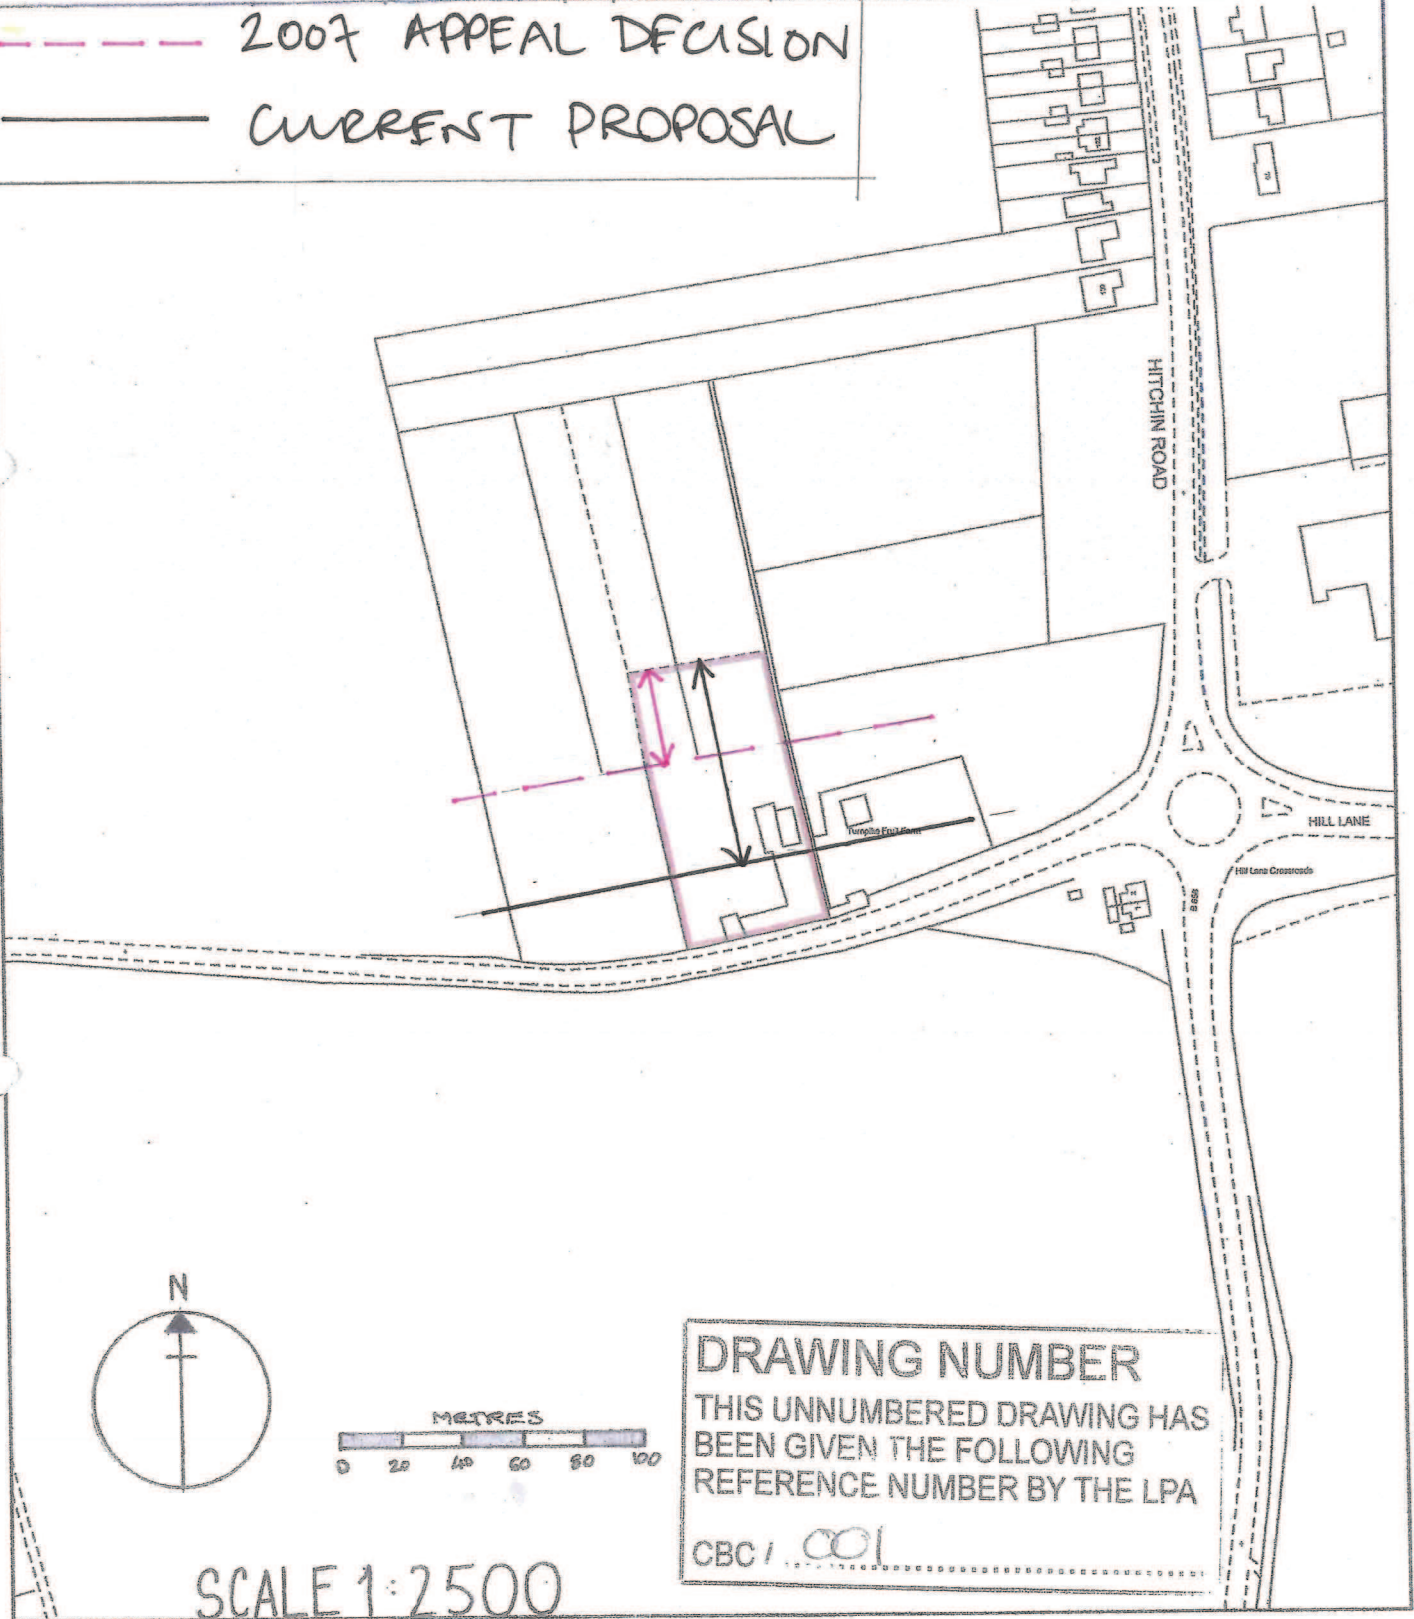 2007 APPEAL DECISION
CURRENT PROPOSAL
HITCHIN ROAD
Turnpike Fruit Farm
HILL LANE
Hill Lane Crossroads
B 658
N
METRES
0 20 40 60 80 100
SCALE 1:2500
DRAWING NUMBER
THIS UNNUMBERED DRAWING HAS
BEEN GIVEN THE FOLLOWING
REFERENCE NUMBER BY THE LPA
CBC / 001